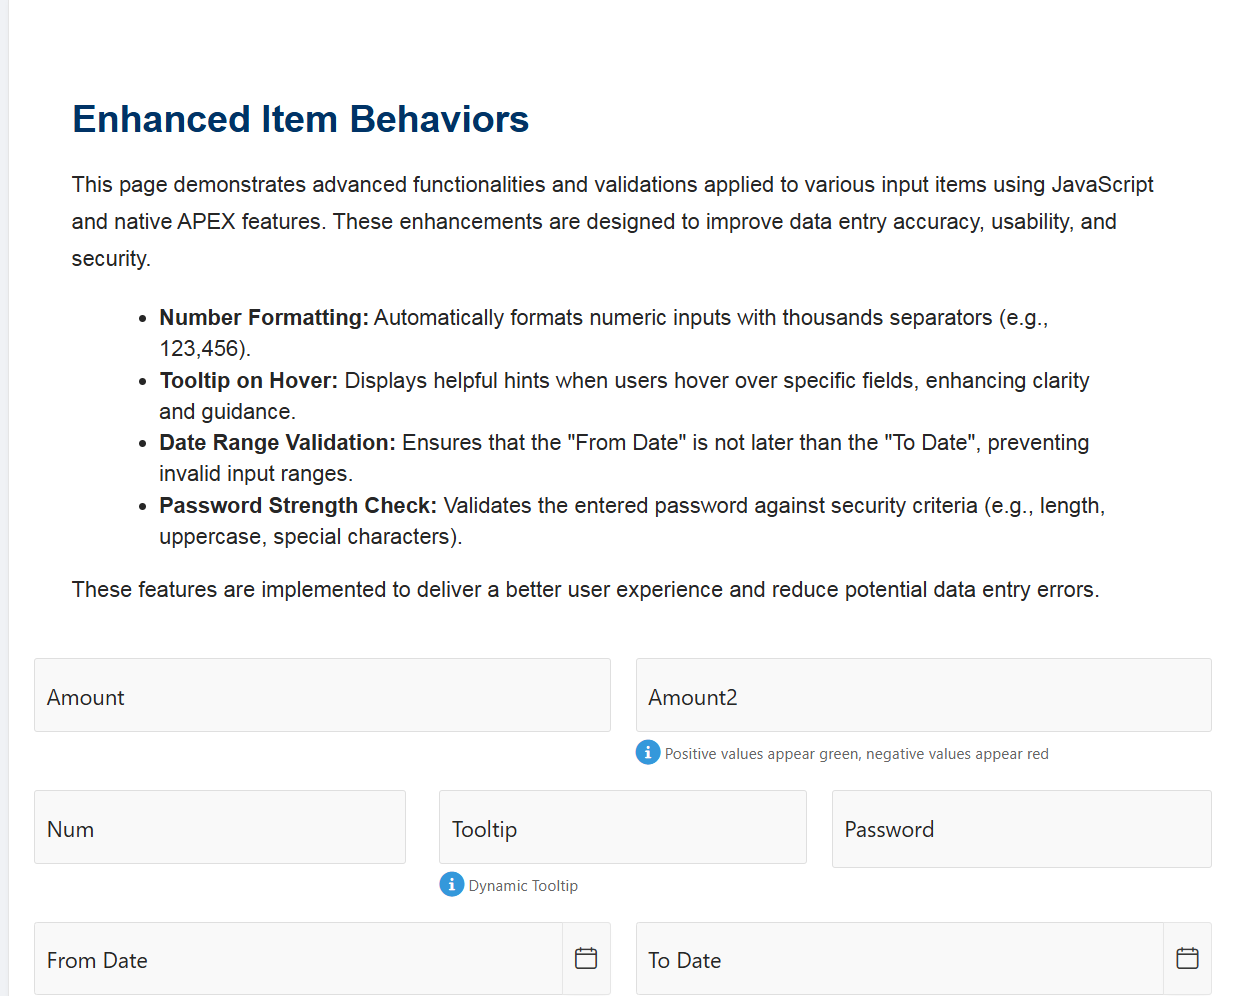 Enhanced Item Behaviors
This page demonstrates advanced functionalities and validations applied to various input items using JavaScript
and native APEX features. These enhancements are designed to improve data entry accuracy, usability, and
security.
• Number Formatting: Automatically formats numeric inputs with thousands separators (e.g.,
123,456).
• Tooltip on Hover: Displays helpful hints when users hover over specific fields, enhancing clarity
and guidance.
• Date Range Validation: Ensures that the "From Date" is not later than the "To Date", preventing
invalid input ranges.
• Password Strength Check: Validates the entered password against security criteria (e.g., length,
uppercase, special characters).
These features are implemented to deliver a better user experience and reduce potential data entry errors.
Amount
Amount2
Positive values appear green, negative values appear red
Num
Tooltip
Password
Dynamic Tooltip
From Date
To Date